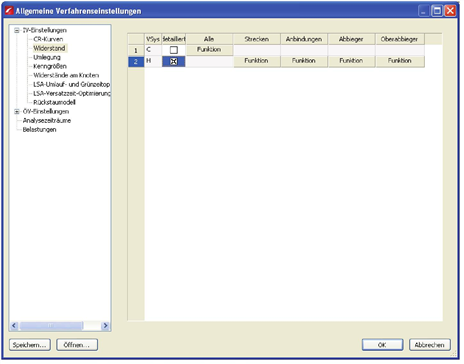 Allgemeine Verfahrenseinstellungen
IV-Einstellungen
CR-Kurven
Widerstand
Umlegung
Kenngrößen
Widerstände am Knoten
LSA-Umlauf- und Grünzeitop
LSA-Versatzzeit-Optimierung
Rückstaumodell
ÖV-Einstellungen
Analysezeiträume
Belastungen
VSys detailliert Alle Strecken Anbindungen Abbieger Oberabbieger
1 C Funktion
2 H Funktion Funktion Funktion Funktion
Speichern... Öffnen... OK Abbrechen